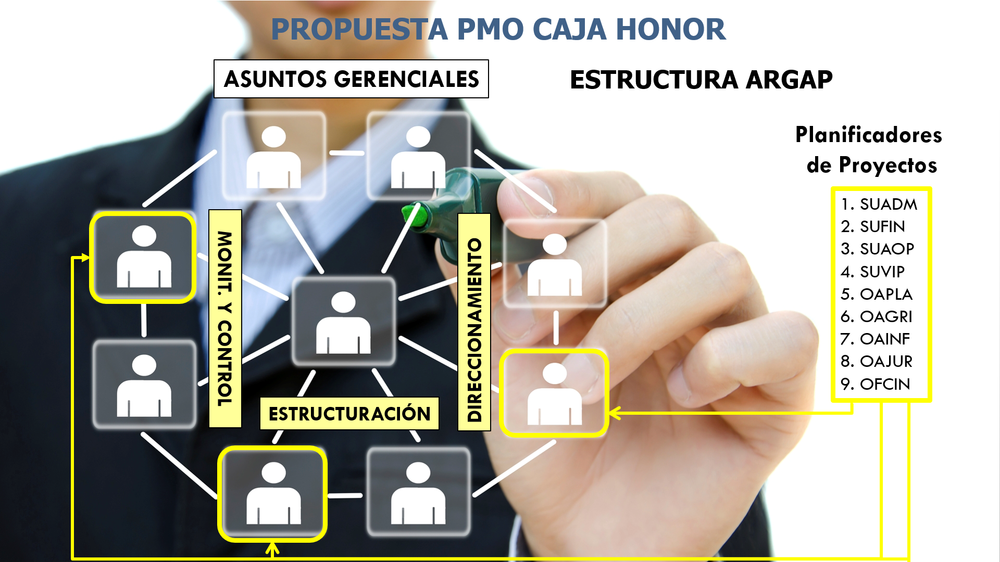 PROPUESTA PMO CAJA HONOR
ASUNTOS GERENCIALES
ESTRUCTURA ARGAP
Planificadores
de Proyectos
1. SUADM
2. SUFIN
3. SUAOP
4. SUVIP
5. OAPLA
6. OAGRI
7. OAINF
8. OAJUR
9. OFCIN
MONIT. Y CONTROL
DIRECCIONAMIENTO
ESTRUCTURACIÓN